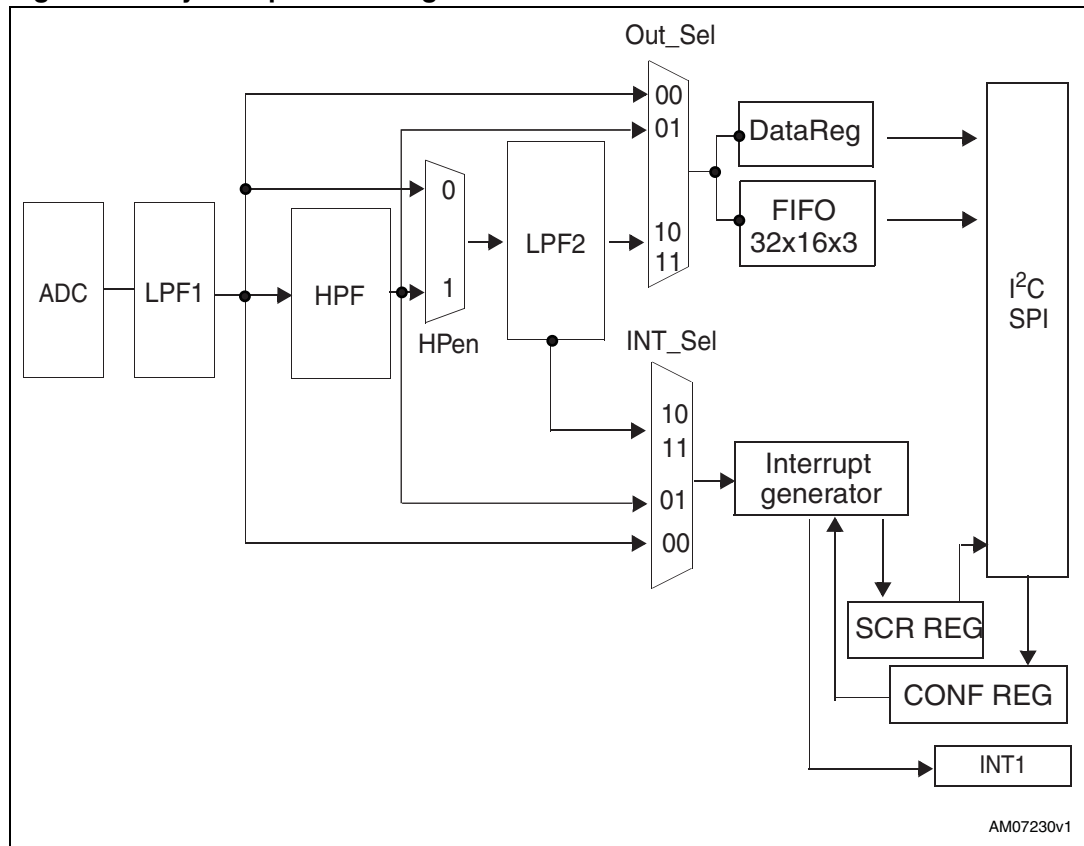 Out_Sel
00
01
10
11
DataReg
FIFO
32x16x3
I²C
SPI
ADC
LPF1
HPF
0
1
HPen
LPF2
INT_Sel
10
11
01
00
Interrupt
generator
SCR REG
CONF REG
INT1
AM07230v1